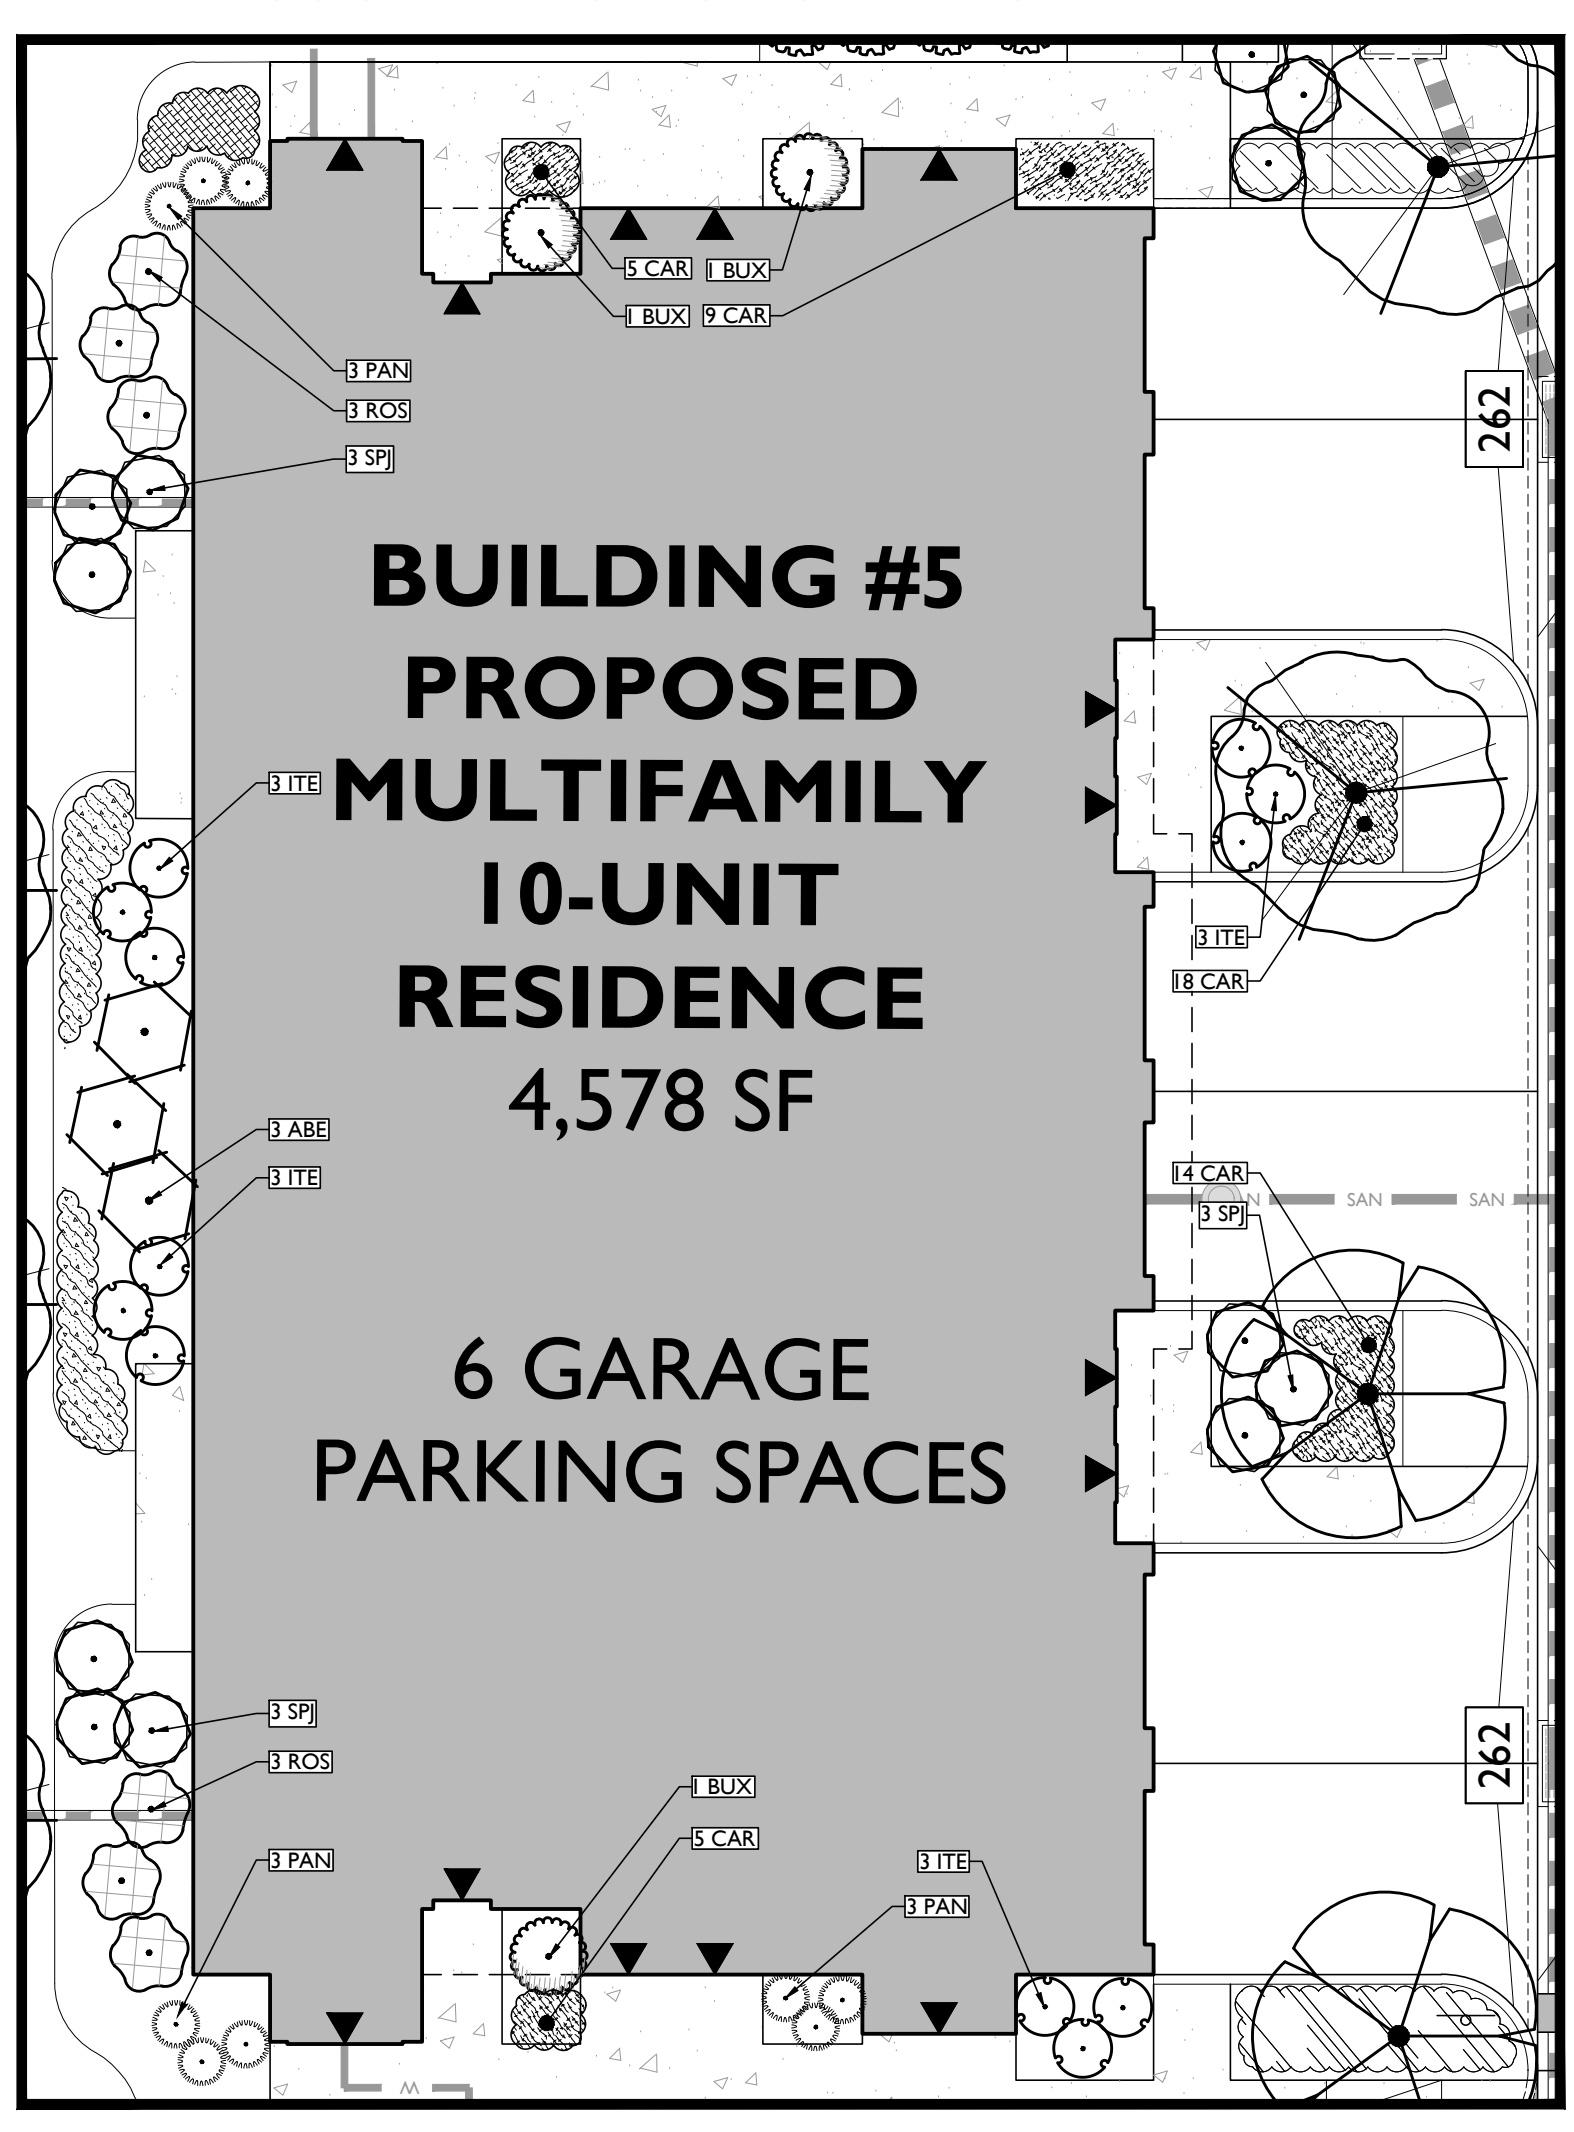 5 CAR
1 BUX
1 BUX
9 CAR
3 PAN
3 ROS
3 SPJ
262
BUILDING #5
PROPOSED
MULTIFAMILY
10-UNIT
RESIDENCE
4,578 SF
3 ITE
3 ITE
18 CAR
3 ABE
3 ITE
14 CAR
N
SAN
SAN
3 SPJ
6 GARAGE
PARKING SPACES
3 SPJ
3 ROS
262
1 BUX
5 CAR
3 PAN
3 ITE
3 PAN
W